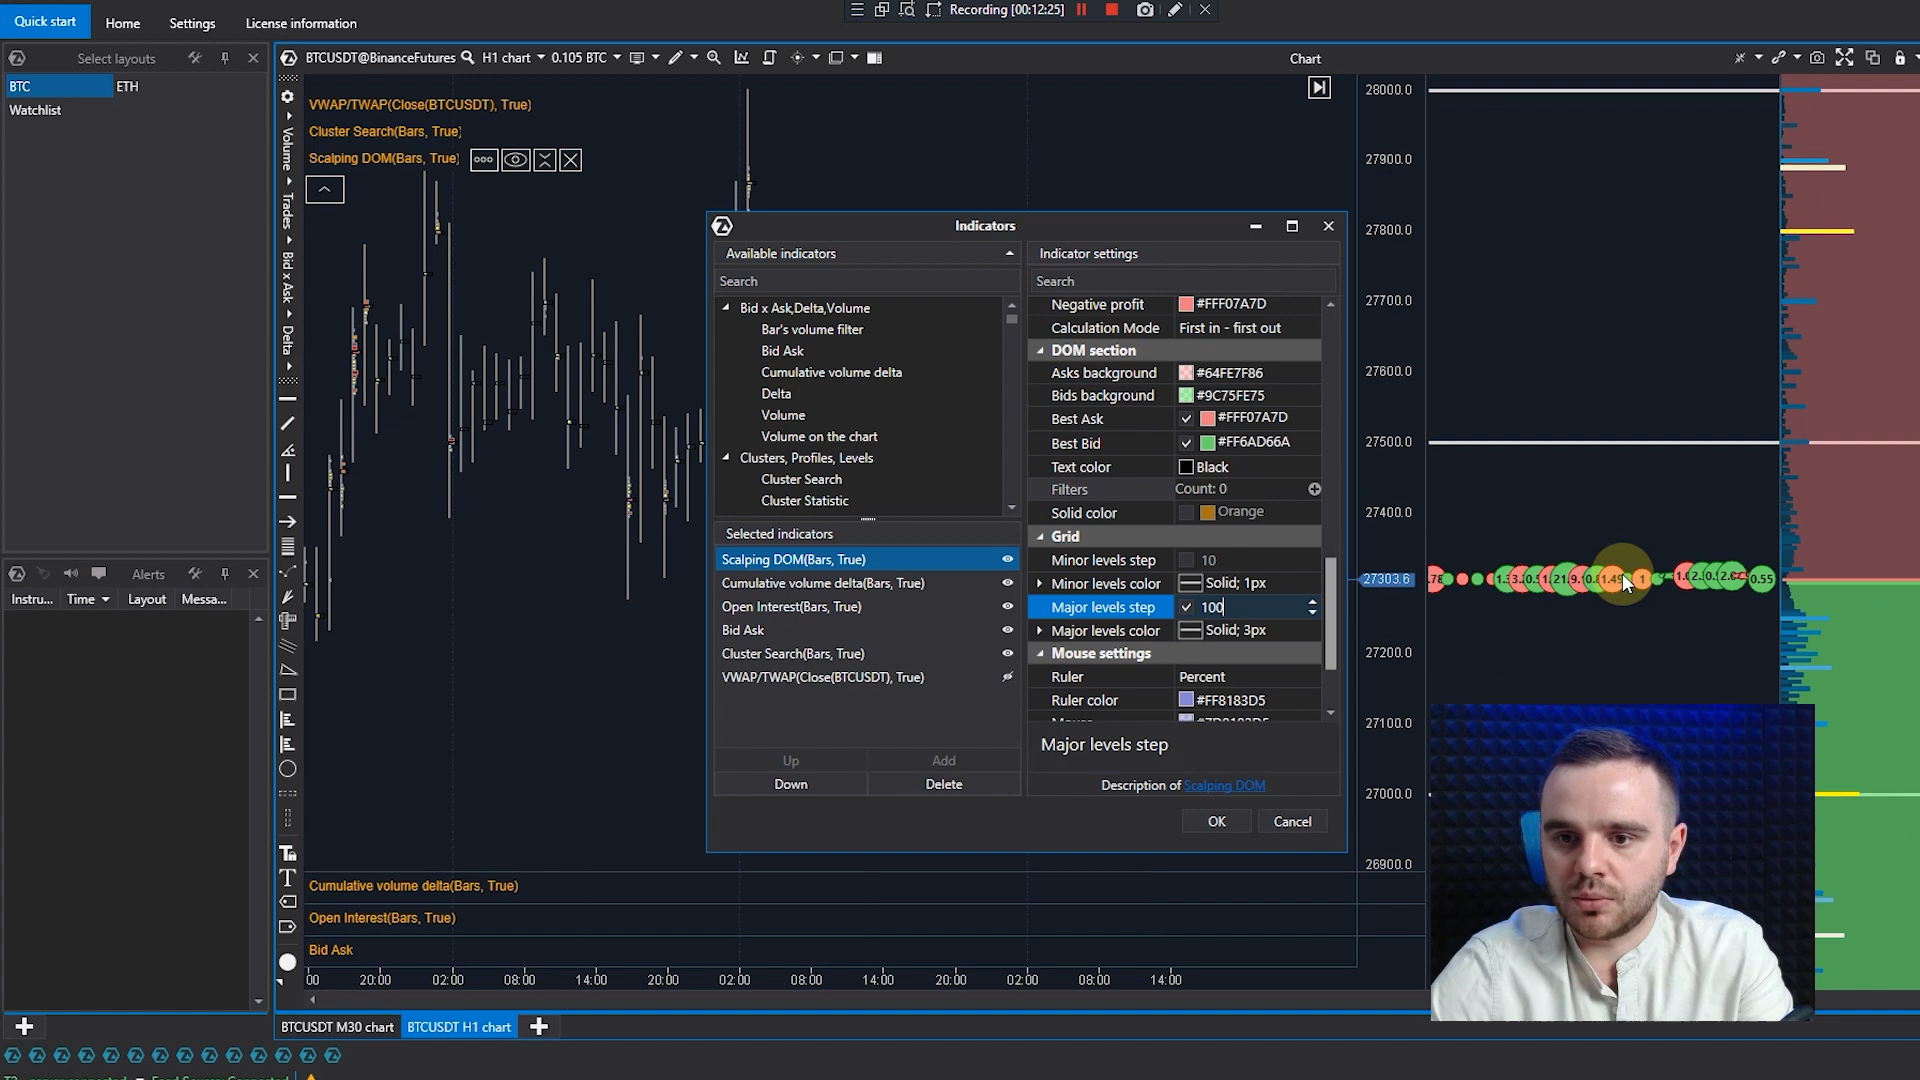 Recording [00:12:25]
Quick start Home Settings License information
Select layouts
BTC ETH
Watchlist
BTCUSDT@BinanceFutures H1 chart 0.105 BTC Chart
VWAP/TWAP(Close(BTCUSDT), True)
Cluster Search(Bars, True)
Scalping DOM(Bars, True)
Volume
Trades
Bid x Ask
Delta
Indicators
Available indicators
Search
Bid x Ask,Delta,Volume
Bar's volume filter
Bid Ask
Cumulative volume delta
Delta
Volume
Volume on the chart
Clusters, Profiles, Levels
Cluster Search
Cluster Statistic
Selected indicators
Scalping DOM(Bars, True)
Cumulative volume delta(Bars, True)
Open Interest(Bars, True)
Bid Ask
Cluster Search(Bars, True)
VWAP/TWAP(Close(BTCUSDT), True)
Up Add
Down Delete
Indicator settings
Search
Negative profit #FFF07A7D
Calculation Mode First in - first out
DOM section
Asks background #64FE7F86
Bids background #9C75FE75
Best Ask #FFF07A7D
Best Bid #FF6AD66A
Text color Black
Filters Count: 0
Solid color Orange
Grid
Minor levels step 10
Minor levels color Solid; 1px
Major levels step 100
Major levels color Solid; 3px
Mouse settings
Ruler Percent
Ruler color #FF8183D5
Major levels step
Description of Scalping DOM
OK Cancel
28000.0
27900.0
27800.0
27700.0
27600.0
27500.0
27400.0
27303.6
27200.0
27100.0
27000.0
26900.0
0.55
Alerts
Instru... Time Layout Messa...
Cumulative volume delta(Bars, True)
Open Interest(Bars, True)
Bid Ask
00 20:00 02:00 08:00 14:00 20:00 02:00 08:00 14:00 20:00 02:00 08:00 14:00
BTCUSDT M30 chart BTCUSDT H1 chart